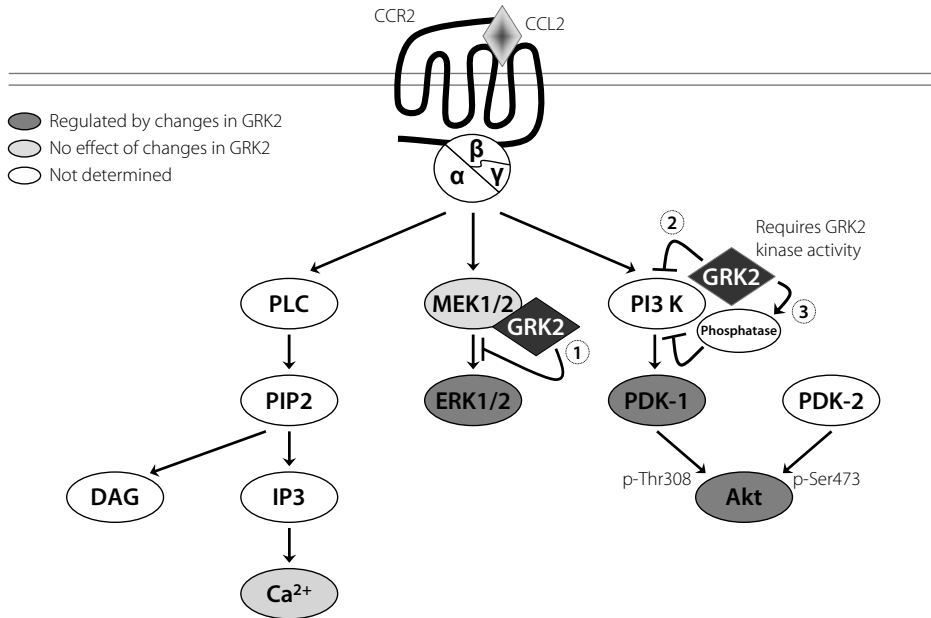 CCR2
CCL2
Regulated by changes in GRK2
No effect of changes in GRK2
Not determined
β
α
γ
2
Requires GRK2
kinase activity
GRK2
PLC
MEK1/2
GRK2
PI3 K
3
Phosphatase
1
PIP2
ERK1/2
PDK-1
PDK-2
p-Thr308
p-Ser473
DAG
IP3
Akt
Ca²⁺